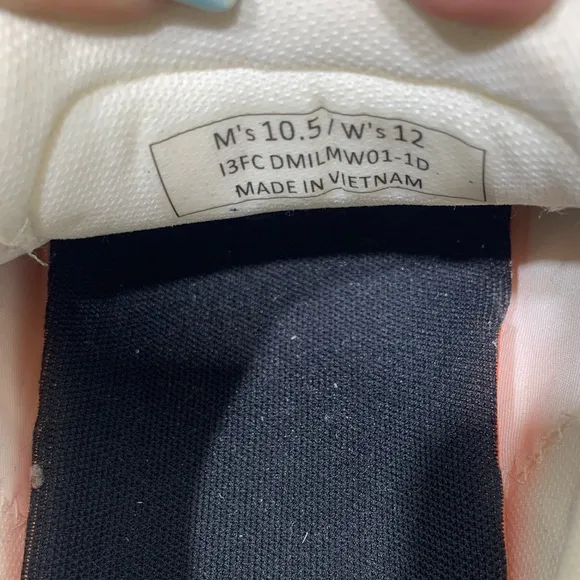 M's 10.5 / W's 12
I3FC DMILMW01-1D
MADE IN VIETNAM